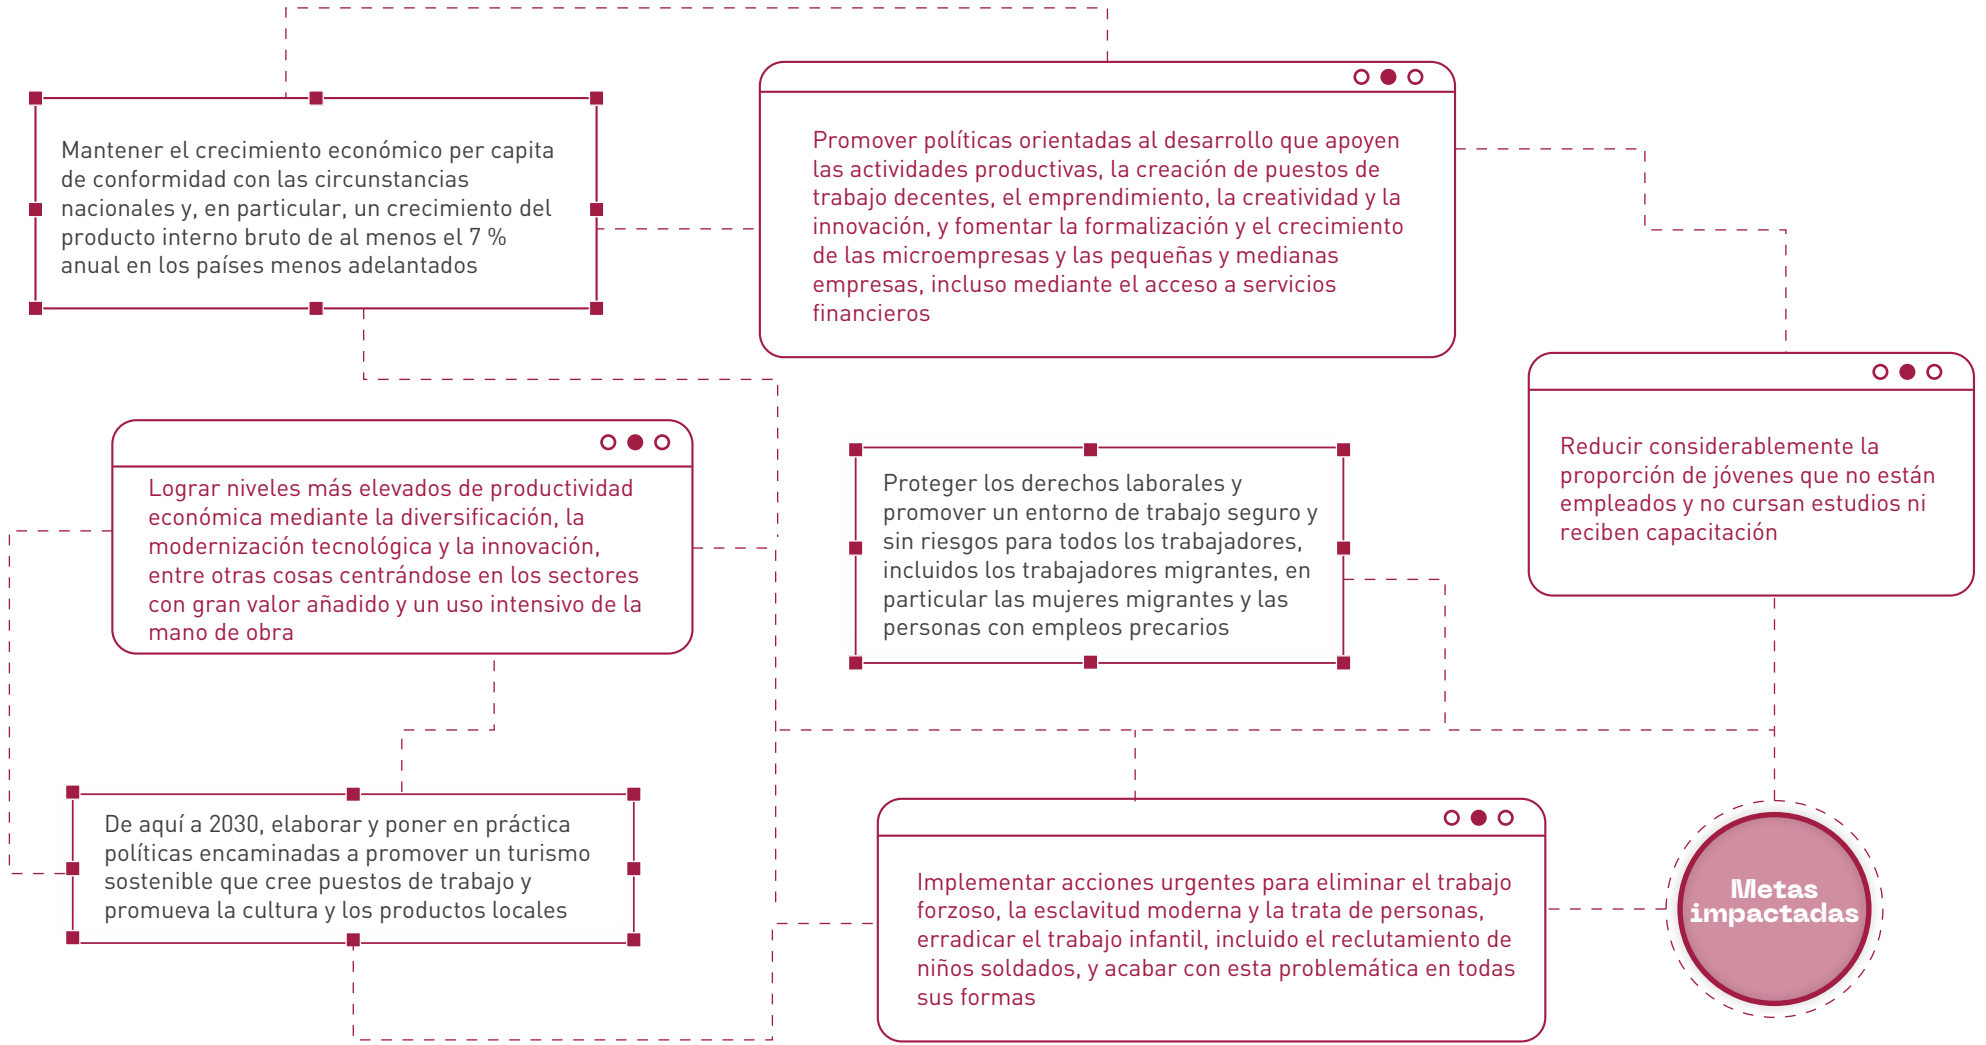 Mantener el crecimiento económico per capita
de conformidad con las circunstancias
nacionales y, en particular, un crecimiento del
producto interno bruto de al menos el 7 %
anual en los países menos adelantados
Promover políticas orientadas al desarrollo que apoyen
las actividades productivas, la creación de puestos de
trabajo decentes, el emprendimiento, la creatividad y la
innovación, y fomentar la formalización y el crecimiento
de las microempresas y las pequeñas y medianas
empresas, incluso mediante el acceso a servicios
financieros
Reducir considerablemente la
proporción de jóvenes que no están
empleados y no cursan estudios ni
reciben capacitación
Lograr niveles más elevados de productividad
económica mediante la diversificación, la
modernización tecnológica y la innovación,
entre otras cosas centrándose en los sectores
con gran valor añadido y un uso intensivo de la
mano de obra
Proteger los derechos laborales y
promover un entorno de trabajo seguro y
sin riesgos para todos los trabajadores,
incluidos los trabajadores migrantes, en
particular las mujeres migrantes y las
personas con empleos precarios
De aquí a 2030, elaborar y poner en práctica
políticas encaminadas a promover un turismo
sostenible que cree puestos de trabajo y
promueva la cultura y los productos locales
Implementar acciones urgentes para eliminar el trabajo
forzoso, la esclavitud moderna y la trata de personas,
erradicar el trabajo infantil, incluido el reclutamiento de
niños soldados, y acabar con esta problemática en todas
sus formas
Metas
impactadas